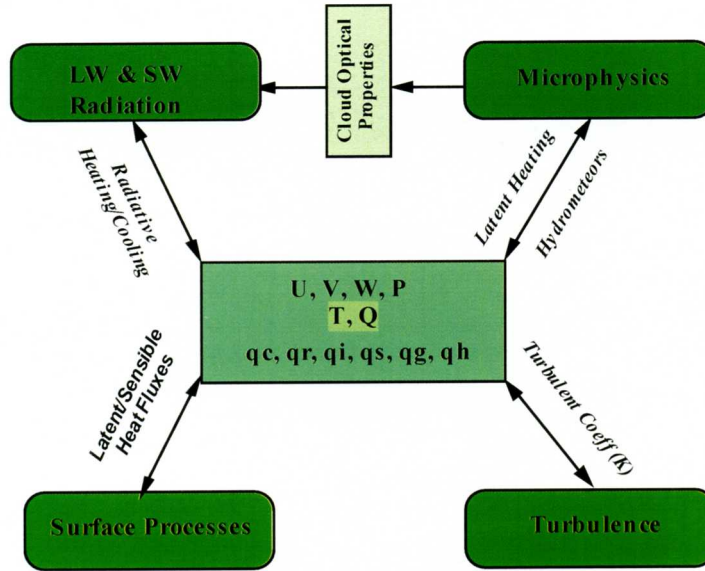 LW & SW
Radiation
Cloud Optical
Properties
Microphysics
Radiative
Heating/Cooling
Latent Heating
Hydrometeors
U, V, W, P
T, Q
qc, qr, qi, qs, qg, qh
Latent/Sensible
Heat Fluxes
Turbulent Coeff (K)
Surface Processes
Turbulence